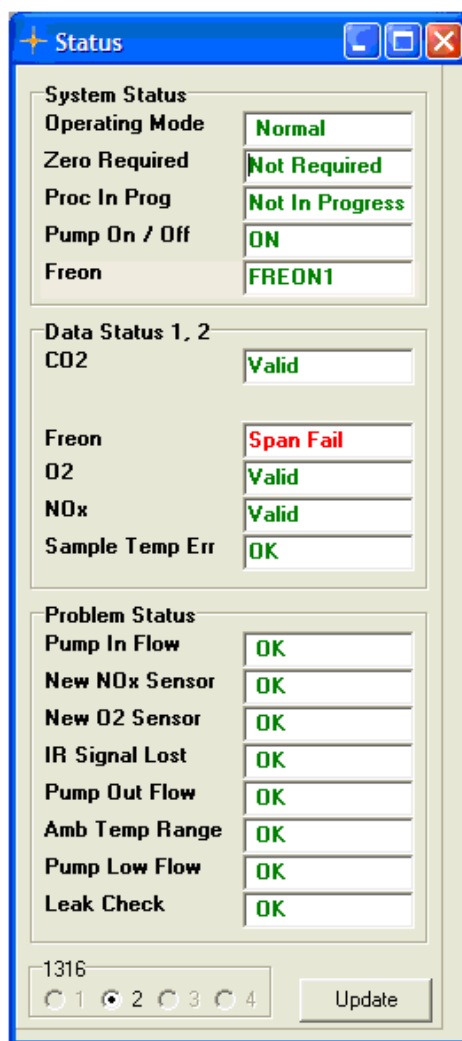 Status
System Status
Operating Mode Normal
Zero Required Not Required
Proc In Prog Not In Progress
Pump On / Off ON
Freon FREON1
Data Status 1, 2
CO2 Valid
Freon Span Fail
O2 Valid
NOx Valid
Sample Temp Err OK
Problem Status
Pump In Flow OK
New NOx Sensor OK
New O2 Sensor OK
IR Signal Lost OK
Pump Out Flow OK
Amb Temp Range OK
Pump Low Flow OK
Leak Check OK
1316
1 2 3 4 Update